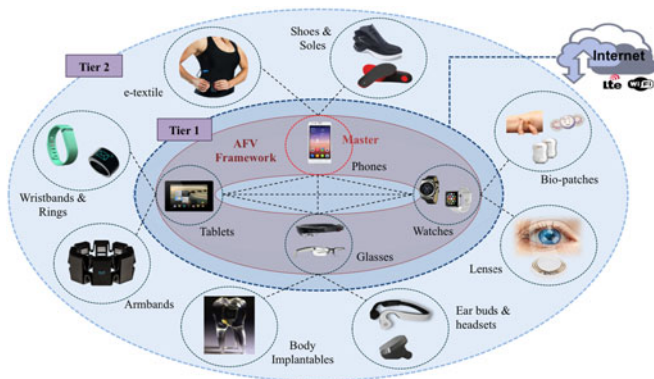 Shoes &
Soles
Internet
Lte WiFi
Tier 2
e-textile
Tier 1
AFV
Framework
Master
Phones
Wristbands &
Rings
Bio-patches
Tablets
Watches
Glasses
Lenses
Armbands
Body
Implantables
Ear buds &
headsets